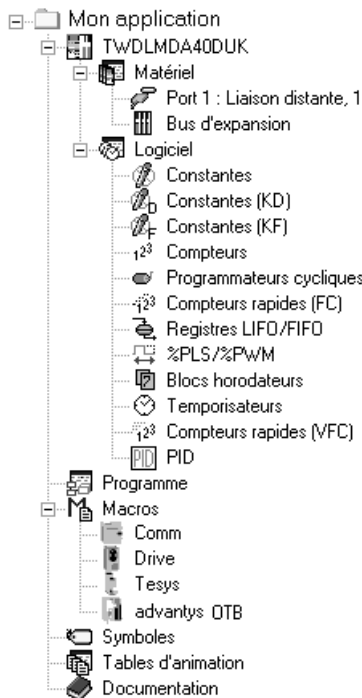 Mon application
TWDLMDA40DUK
Matériel
Port 1 : Liaison distante, 1
Bus d'expansion
Logiciel
Constantes
Constantes (KD)
Constantes (KF)
Compteurs
Programmateurs cycliques
Compteurs rapides (FC)
Registres LIFO/FIFO
%PLS/%PWM
Blocs horodateurs
Temporisateurs
Compteurs rapides (VFC)
PID PID
Programme
Macros
Comm
Drive
Tesys
advantys OTB
Symboles
Tables d'animation
Documentation